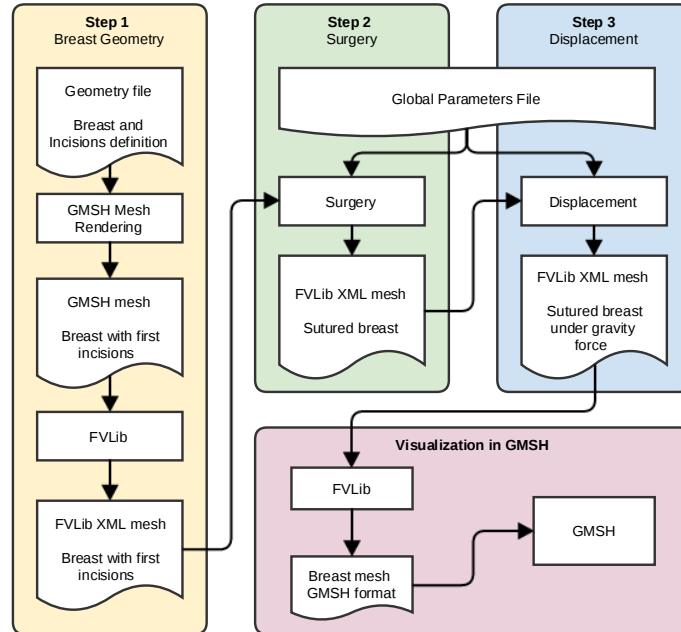 Step 1
Breast Geometry
Geometry file
Breast and
Incisions definition
GMSH Mesh
Rendering
GMSH mesh
Breast with first
incisions
FVLib
FVLib XML mesh
Breast with first
incisions
Step 2
Surgery
Step 3
Displacement
Global Parameters File
Surgery
FVLib XML mesh
Sutured breast
Displacement
FVLib XML mesh
Sutured breast
under gravity
force
Visualization in GMSH
FVLib
Breast mesh
GMSH format
GMSH